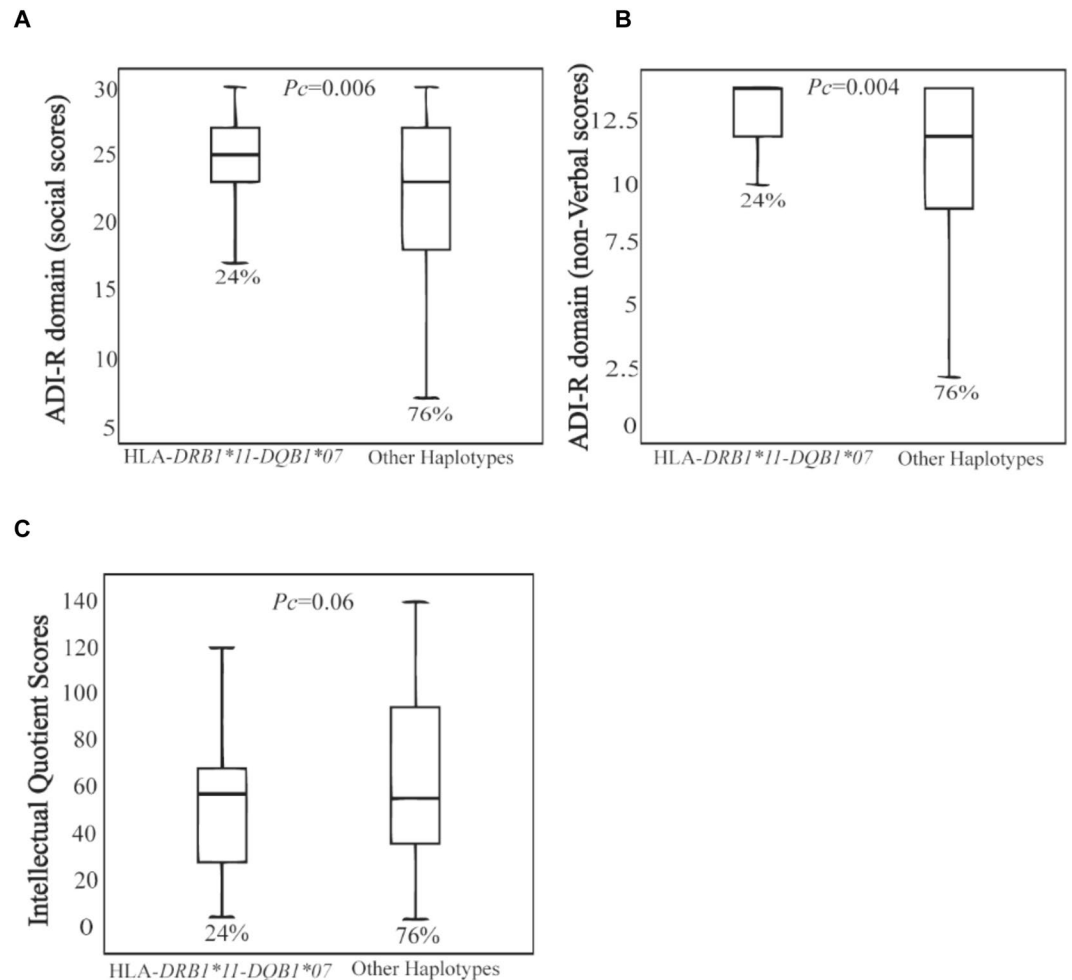 A
ADI-R domain (social scores)
30
25
20
15
10
5
Pc=0.006
24%
76%
HLA-DRB1*11-DQB1*07 Other Haplotypes
B
ADI-R domain (non-Verbal scores)
12.5
10
7.5
5
2.5
0
Pc=0.004
24%
76%
HLA-DRB1*11-DQB1*07 Other Haplotypes
C
Intellectual Quotient Scores
140
120
100
80
60
40
20
0
Pc=0.06
24%
76%
HLA-DRB1*11-DQB1*07 Other Haplotypes